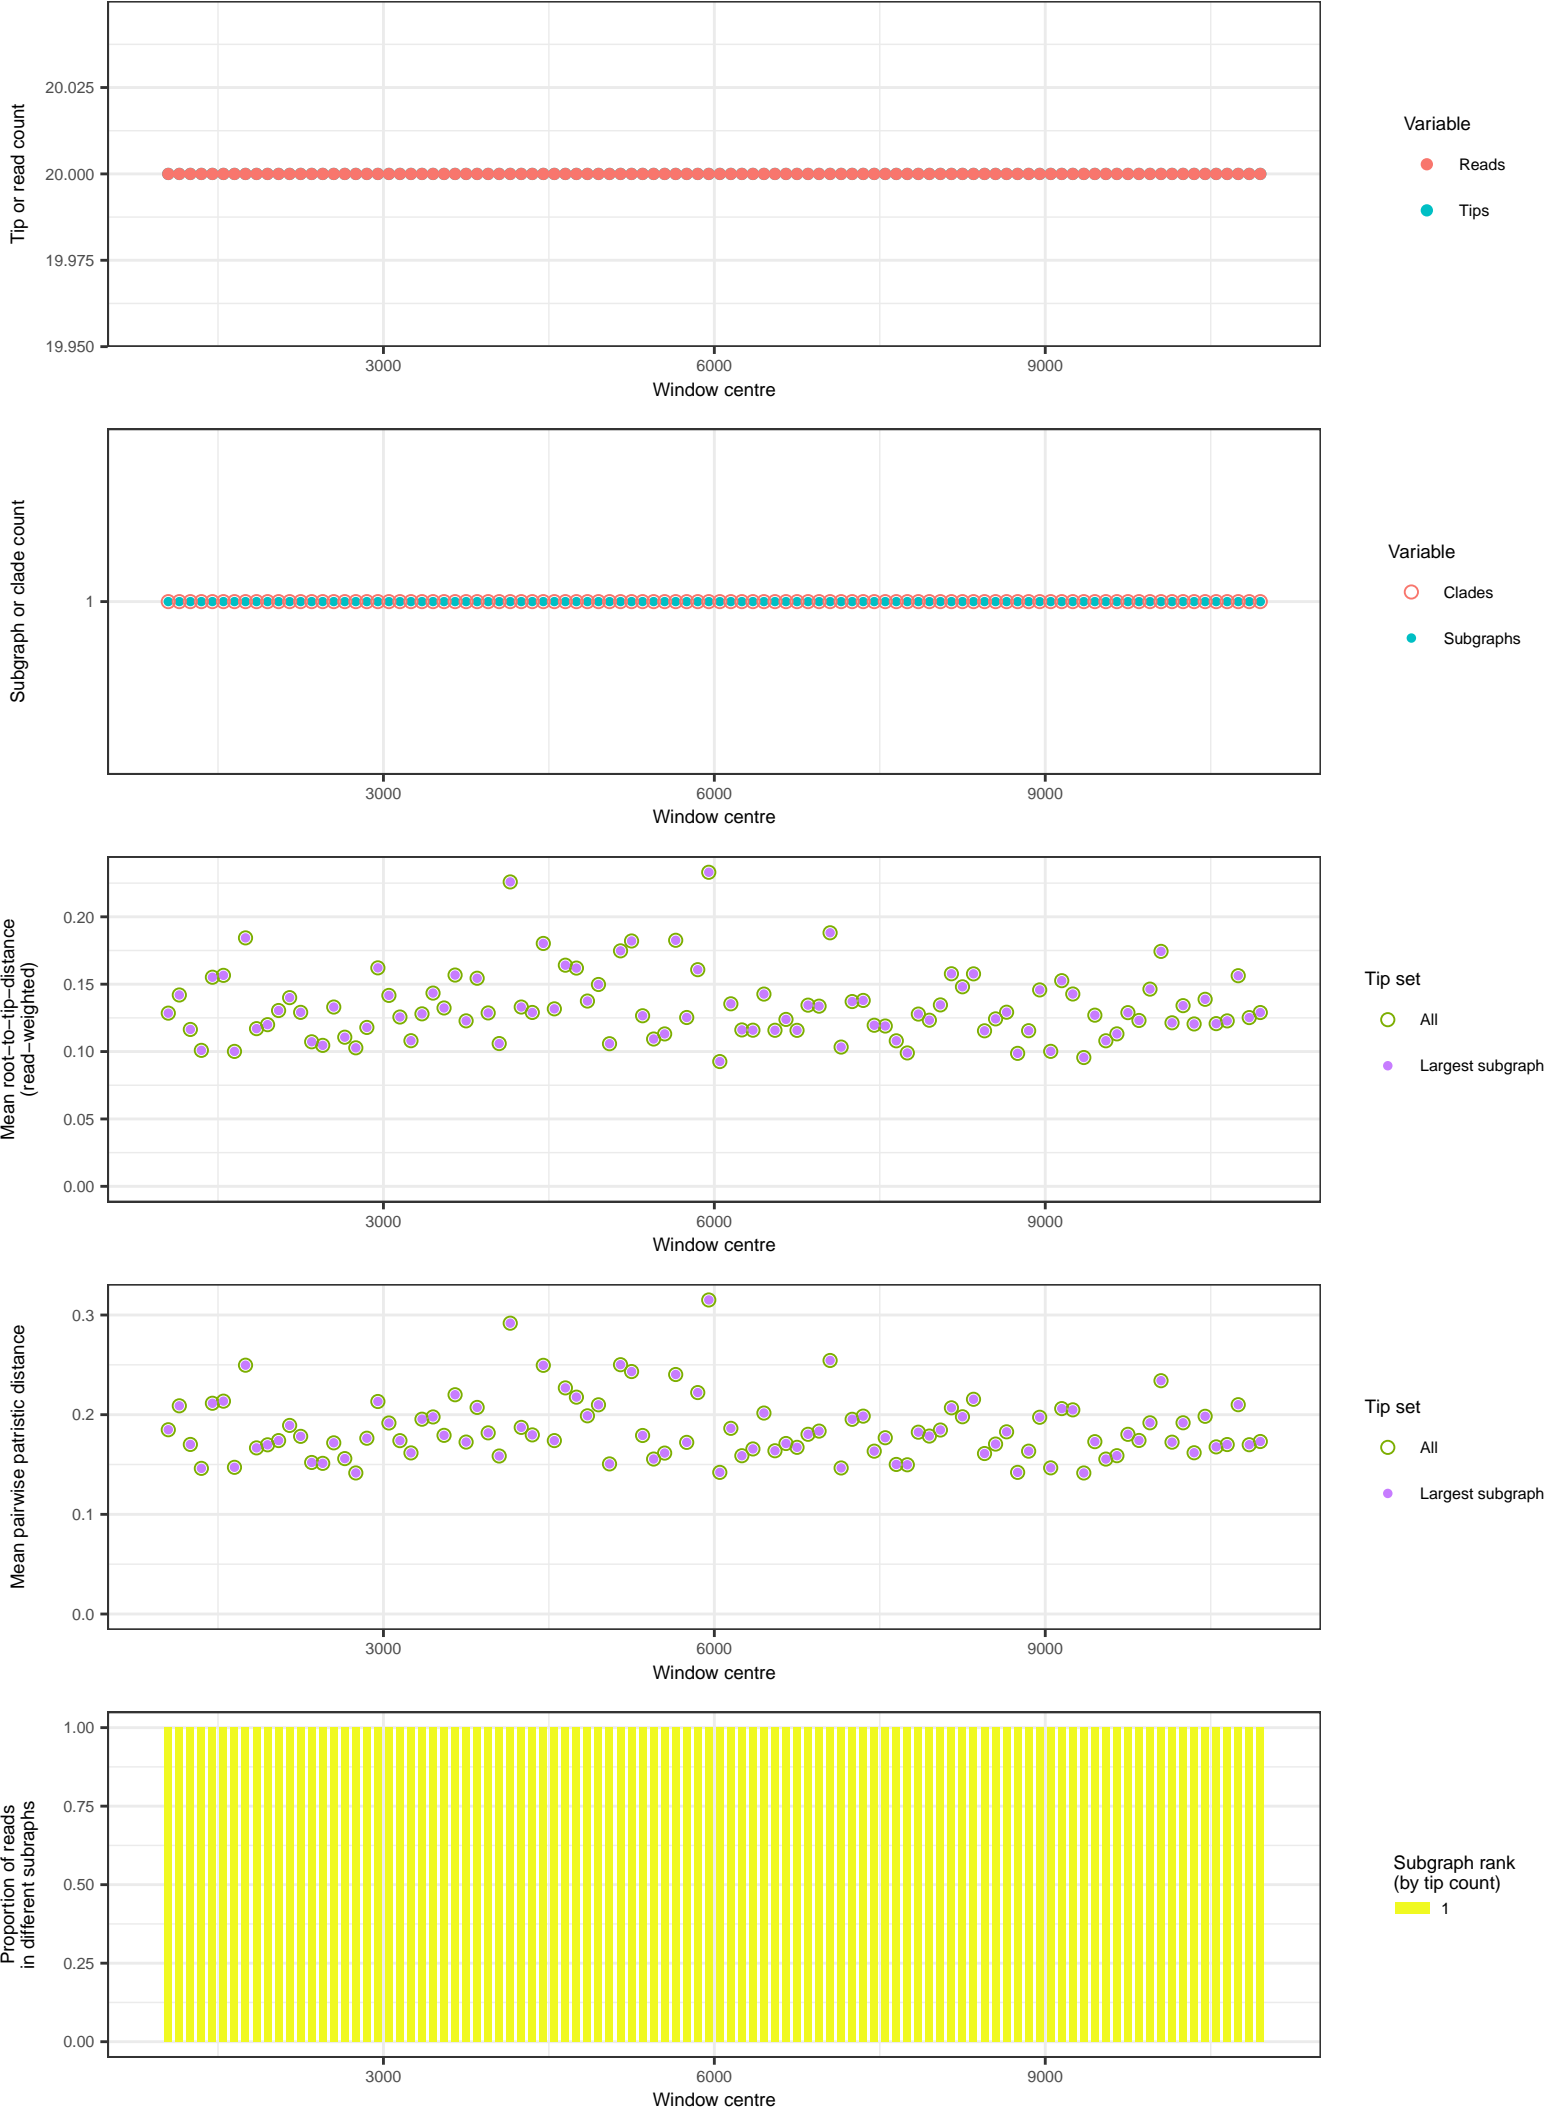 20.025
20.000
19.975
19.950
Tip or read count
3000 6000 9000
Window centre
Variable
Reads
Tips
1
Subgraph or clade count
3000 6000 9000
Window centre
Variable
Clades
Subgraphs
0.20
0.15
0.10
0.05
0.00
Mean root−to−tip−distance
(read−weighted)
3000 6000 9000
Window centre
Tip set
All
Largest subgraph
0.3
0.2
0.1
0.0
Mean pairwise patristic distance
3000 6000 9000
Window centre
Tip set
All
Largest subgraph
1.00
0.75
0.50
0.25
0.00
Proportion of reads
in different subraphs
3000 6000 9000
Window centre
Subgraph rank
(by tip count)
1